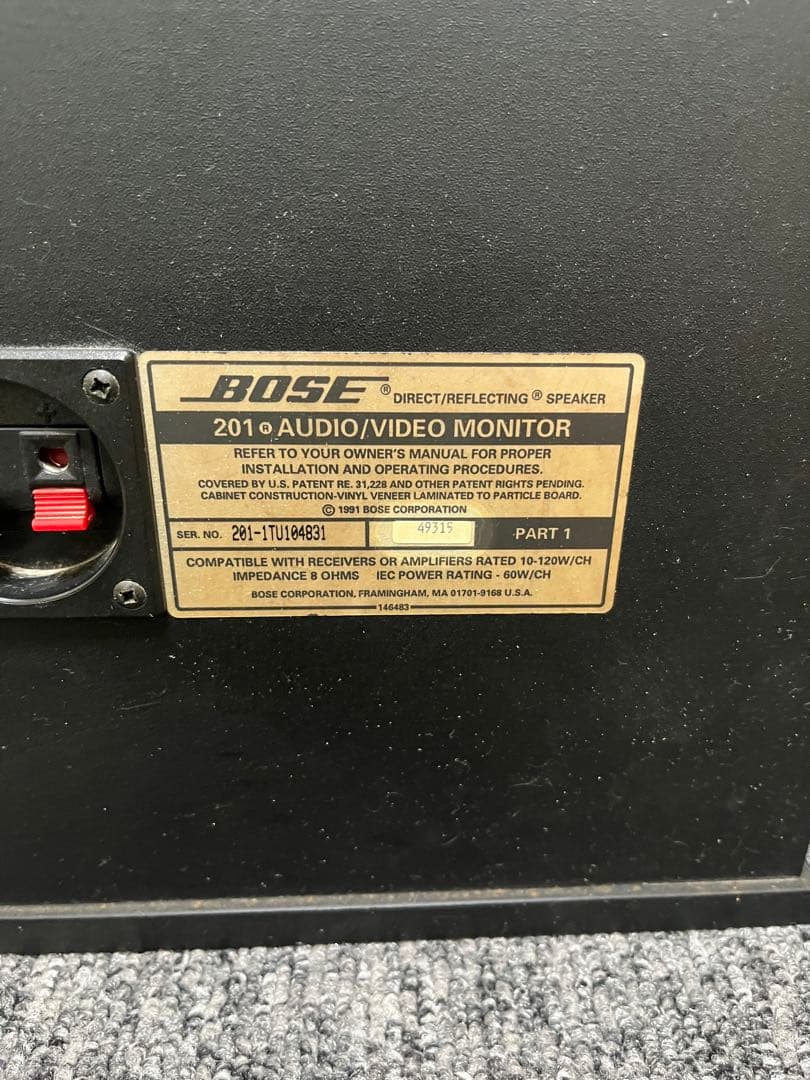 BOSE ® DIRECT/REFLECTING ® SPEAKER
201 ® AUDIO/VIDEO MONITOR
REFER TO YOUR OWNER'S MANUAL FOR PROPER
INSTALLATION AND OPERATING PROCEDURES.
COVERED BY U.S. PATENT RE. 31,228 AND OTHER PATENT RIGHTS PENDING.
CABINET CONSTRUCTION-VINYL VENEER LAMINATED TO PARTICLE BOARD.
© 1991 BOSE CORPORATION
SER. NO. 201-1TU104831 49315 PART 1
COMPATIBLE WITH RECEIVERS OR AMPLIFIERS RATED 10-120W/CH
IMPEDANCE 8 OHMS IEC POWER RATING - 60W/CH
BOSE CORPORATION, FRAMINGHAM, MA 01701-9168 U.S.A.
146483